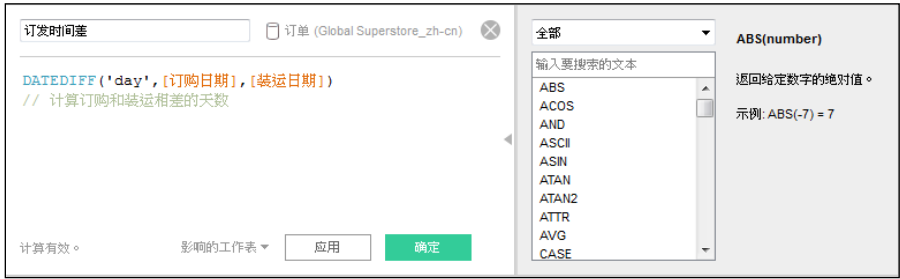 订发时间差
订单 (Global Superstore_zh-cn)
DATEDIFF('day',[订购日期],[装运日期])
// 计算订购和装运相差的天数
计算有效。
影响的工作表
应用
确定
全部
输入要搜索的文本
ABS
ACOS
AND
ASCII
ASIN
ATAN
ATAN2
ATTR
AVG
CASE
ABS(number)
返回给定数字的绝对值。
示例: ABS(-7) = 7